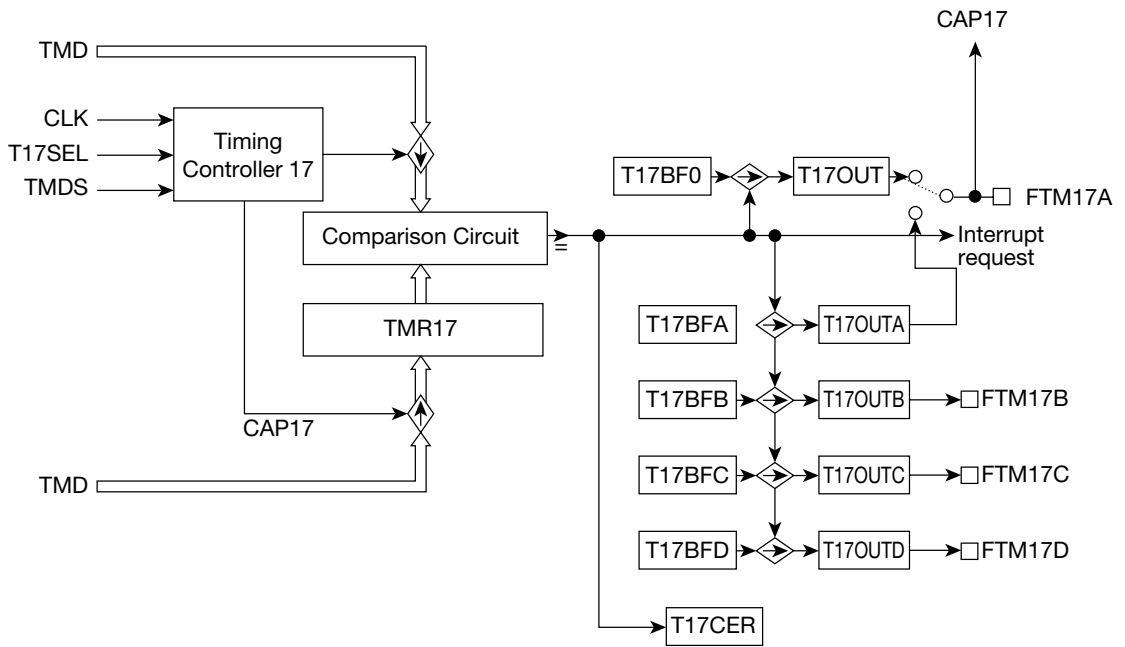 CAP17
TMD
CLK
T17SEL
TMDS
Timing
Controller 17
T17BF0
T17OUT
FTM17A
Comparison Circuit
=
Interrupt
request
TMR17
T17BFA
T17OUTA
T17BFB
T17OUTB
FTM17B
CAP17
T17BFC
T17OUTC
FTM17C
TMD
T17BFD
T17OUTD
FTM17D
T17CER